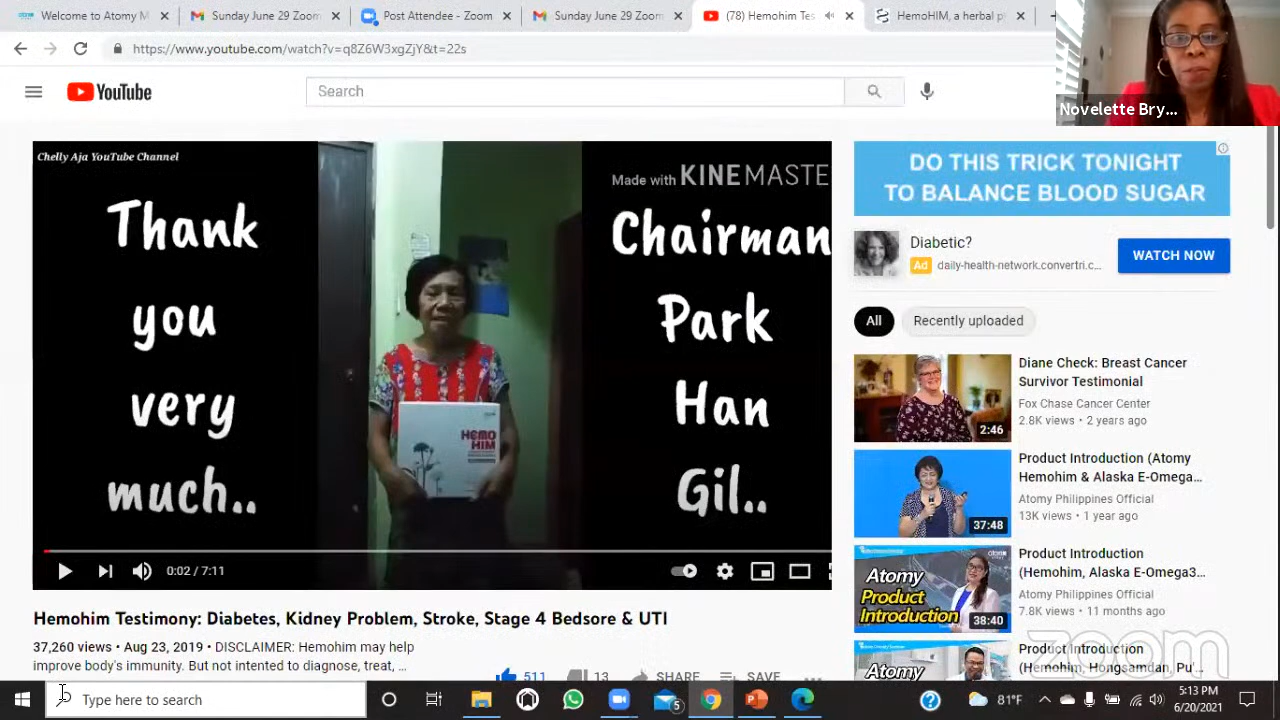 Welcome to Atomy M
Sunday June 29 Zoom
Post Attendee - Zoom
Sunday June 29 Zoom
(78) Hemohim Tes
HemoHIM, a herbal p
https://www.youtube.com/watch?v=q8Z6W3xgZjY&t=22s
YouTube
Search
Novelette Bry...
Chelly Aja YouTube Channel
Made with KINEMASTE
Thank
you
very
much..
Chairman
Park
Han
Gil..
HEMO
HIM
0:02 / 7:11
Hemohim Testimony: Diabetes, Kidney Problem, Stroke, Stage 4 Bedsore & UTI
37,260 views • Aug 23, 2019 • DISCLAIMER: Hemohim may help
improve body's immunity. But not intended to diagnose, treat, ...
511
13
SHARE
SAVE
DO THIS TRICK TONIGHT
TO BALANCE BLOOD SUGAR
Diabetic?
Ad daily-health-network.convertri.c...
WATCH NOW
All
Recently uploaded
Diane Check: Breast Cancer
Survivor Testimonial
Fox Chase Cancer Center
2.8K views • 2 years ago
2:46
Product Introduction (Atomy
Hemohim & Alaska E-Omega...
Atomy Philippines Official
13K views • 1 year ago
37:48
Product Introduction
(Hemohim, Alaska E-Omega3...
Atomy Philippines Official
7.8K views • 11 months ago
Atomy
Product
Introduction
38:40
Product Introduction
(Hemohim, Hongsamdan, Pu'...
Atomy
zoom
Type here to search
5
81°F
5:13 PM
6/20/2021